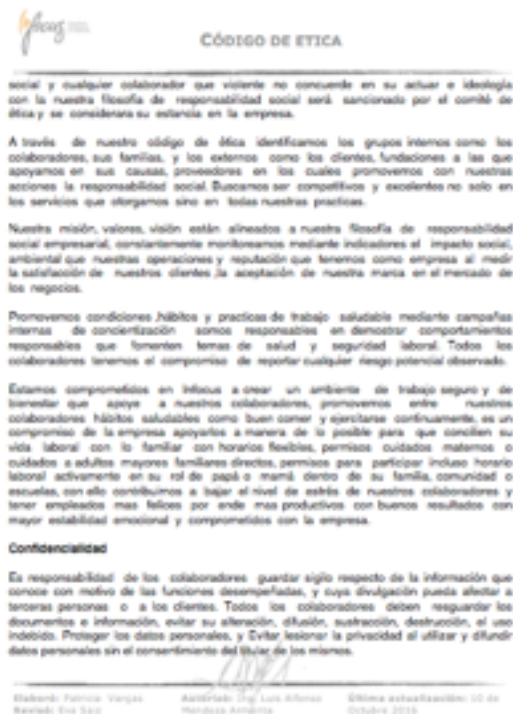 infocus
CÓDIGO DE ETICA
social y cualquier colaborador que violente no concuerde en su actuar e ideología
con la nuestra filosofía de responsabilidad social será sancionado por el comité de
ética y se considerara su estancia en la empresa.
A través de nuestro código de ética identificamos los grupos internos como los
colaboradores, sus familias, y los externos como los clientes, fundaciones a las que
apoyamos en sus causas, proveedores en los cuales promovemos con nuestras
acciones la responsabilidad social. Buscamos ser competitivos y excelentes no solo en
los servicios que otorgamos sino en todas nuestras practicas.
Nuestra misión, valores, visión están alineados a nuestra filosofía de responsabilidad
social empresarial, constantemente monitoreamos mediante indicadores el impacto social,
ambiental que nuestras operaciones y reputación que tenemos como empresa al medir
la satisfacción de nuestros clientes ,la aceptación de nuestra marca en el mercado de
los negocios.
Promovemos condiciones ,hábitos y practicas de trabajo saludable mediante campañas
internas de concientización somos responsables en demostrar comportamientos
responsables que fomenten temas de salud y seguridad laboral. Todos los
colaboradores tenemos el compromiso de reportar cualquier riesgo potencial observado.
Estamos comprometidos en Infocus a crear un ambiente de trabajo seguro y de
bienestar que apoye a nuestros colaboradores, promovemos entre nuestros
colaboradores hábitos saludables como buen comer y ejercitarse continuamente, es un
compromiso de la empresa apoyarlos a manera de lo posible para que concilien su
vida laboral con lo familiar con horarios flexibles, permisos cuidados maternos o
cuidados a adultos mayores familiares directos, permisos para participar incluso horario
laboral activamente en su rol de papá o mamá dentro de su familia, comunidad o
escuelas, con ello contribuimos a bajar el nivel de estrés de nuestros colaboradores y
tener empleados mas felices por ende mas productivos con buenos resultados con
mayor estabilidad emocional y comprometidos con la empresa.
Confidencialidad
Es responsabilidad de los colaboradores guardar sigilo respecto de la información que
conoce con motivo de las funciones desempeñadas, y cuya divulgación pueda afectar a
terceras personas o a los clientes. Todos los colaboradores deben resguardar los
documentos e información, evitar su alteración, difusión, sustracción, destrucción, el uso
indebido. Proteger los datos personales, y Evitar lesionar la privacidad al utilizar y difundir
datos personales sin el consentimiento del titular de los mismos.
Elaboró: Patricia Vargas
Revisó: Eva Saiz
Autorizó: Ing. Luis Alfonso
Mendoza Armenta
Última actualización: 10 de
Octubre 2016